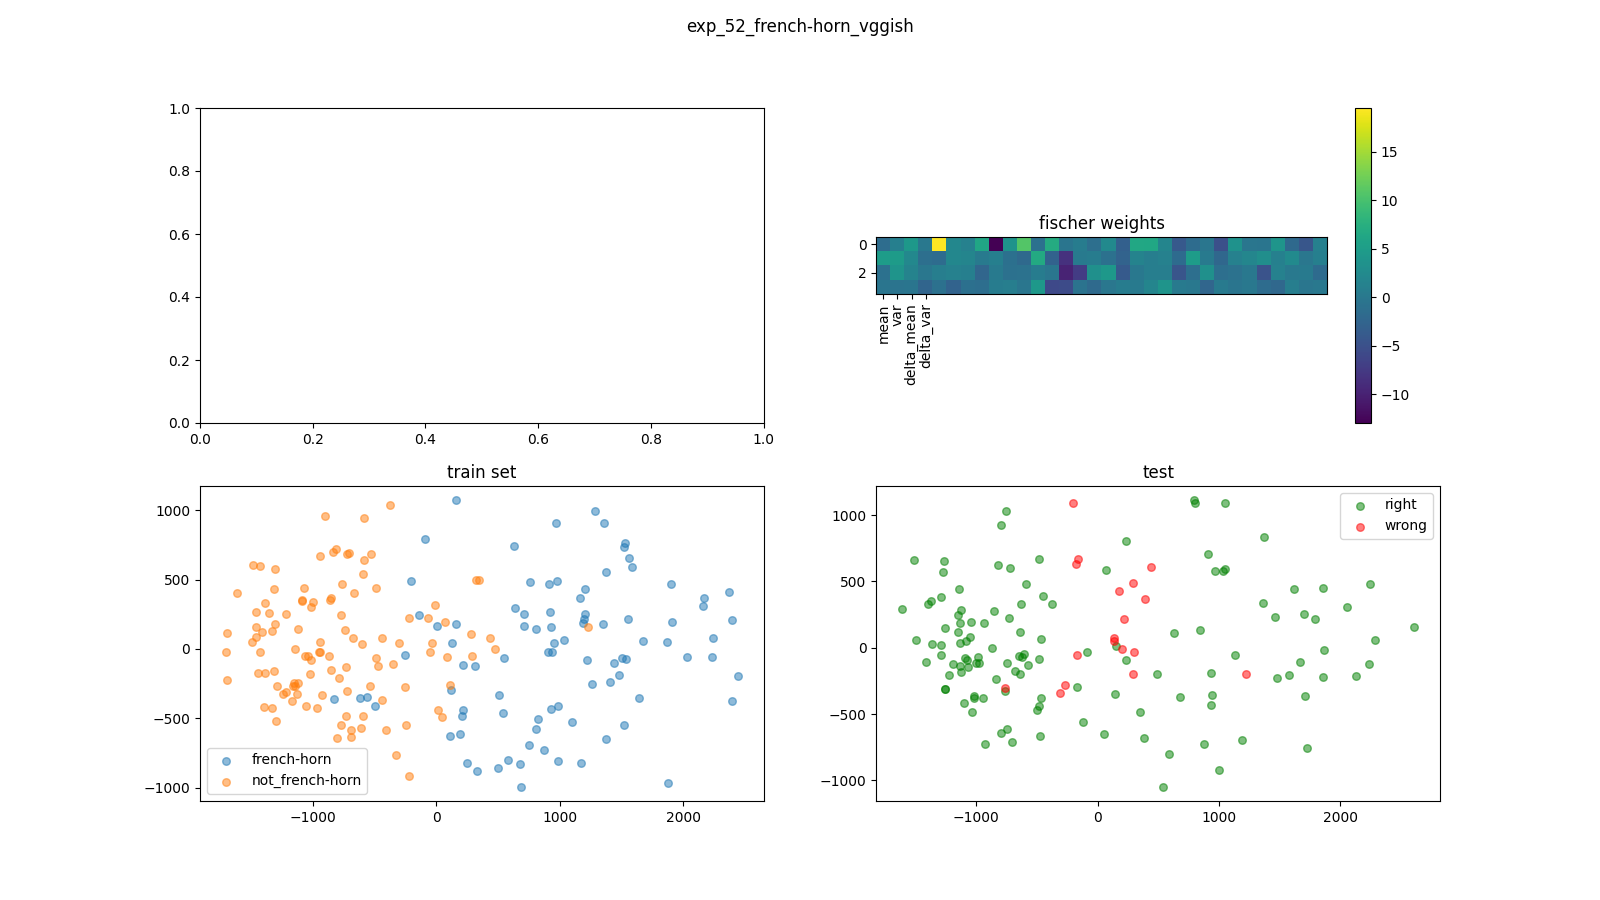 exp_52_french-horn_vggish
1.0
0.8
0.6
0.4
0.2
0.0
0.0 0.2 0.4 0.6 0.8 1.0
fischer weights
0
2
mean
var
delta_mean
delta_var
15
10
5
0
−5
−10
train set
1000
500
0
−500
−1000
−1000 0 1000 2000
french-horn
not_french-horn
test
1000
500
0
−500
−1000
−1000 0 1000 2000
right
wrong